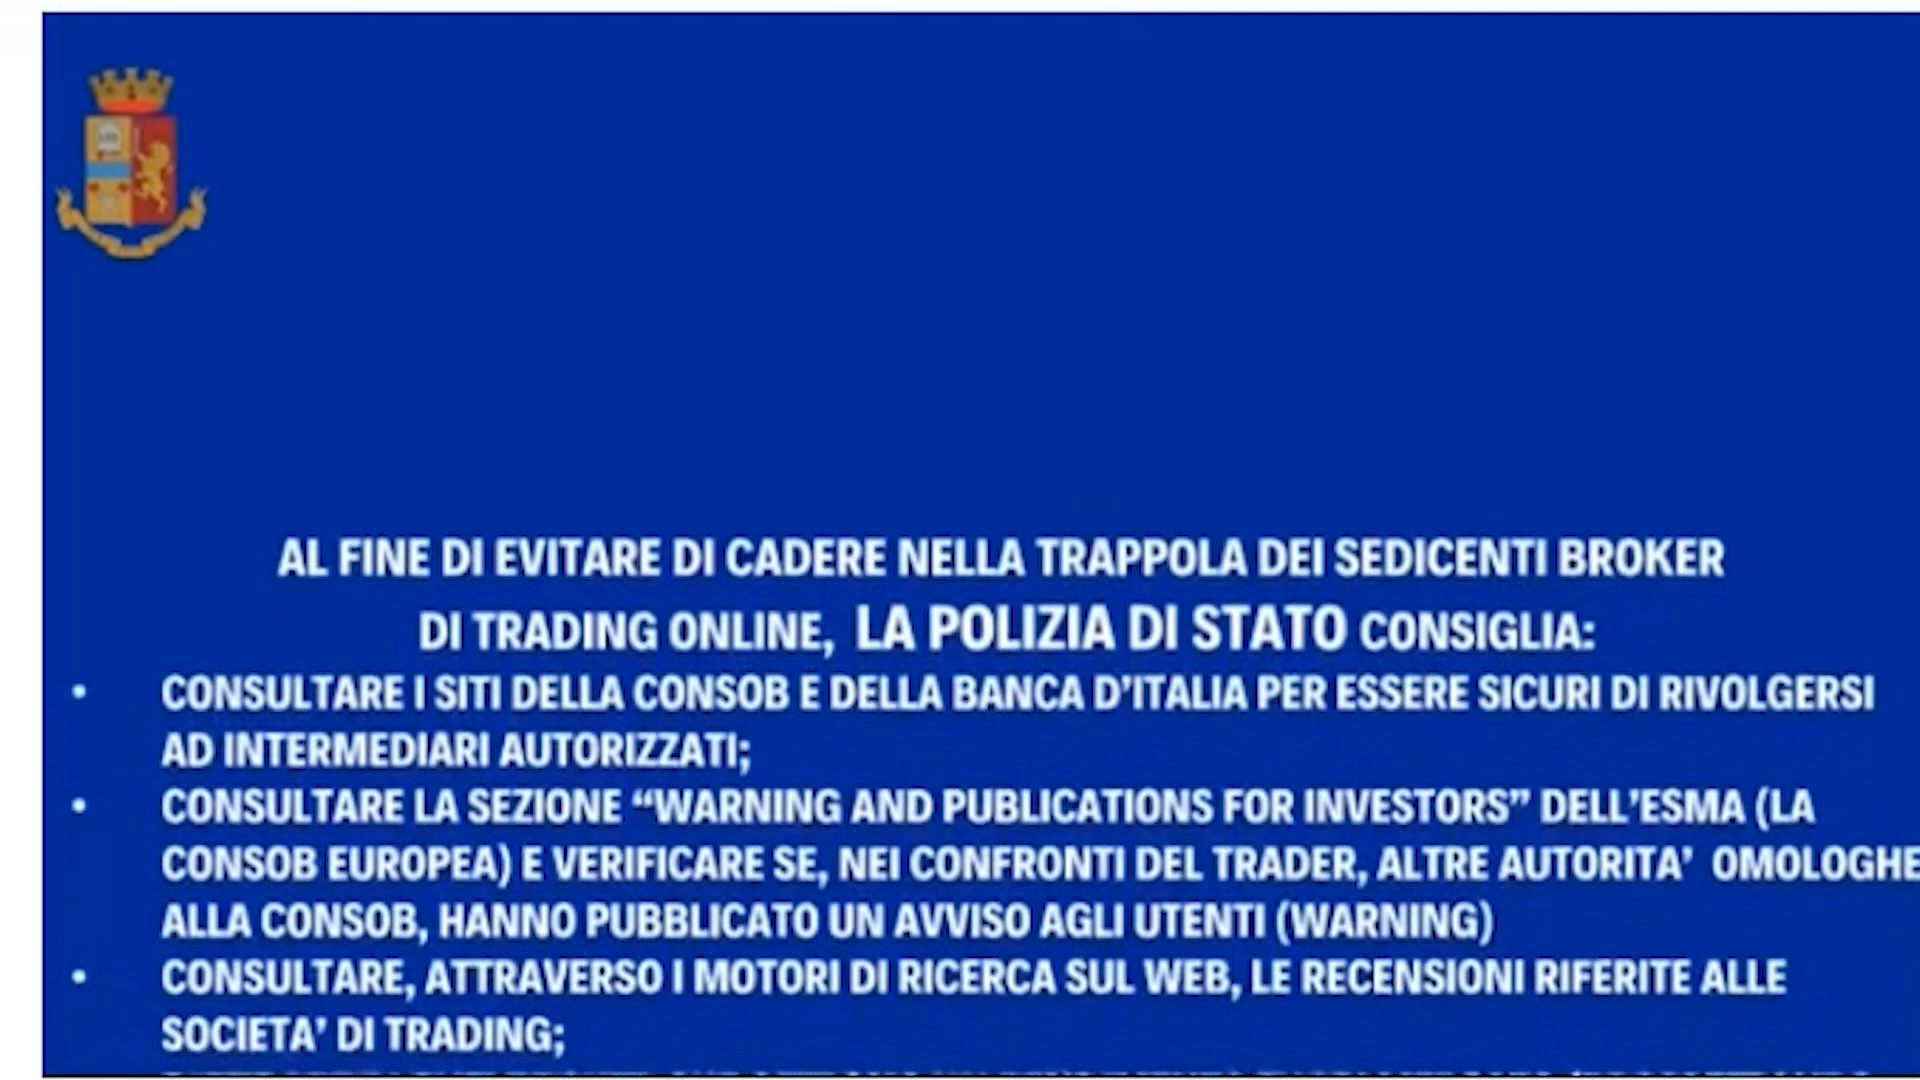 AL FINE DI EVITARE DI CADERE NELLA TRAPPOLA DEI SEDICENTI BROKER
DI TRADING ONLINE, LA POLIZIA DI STATO CONSIGLIA:
• CONSULTARE I SITI DELLA CONSOB E DELLA BANCA D’ITALIA PER ESSERE SICURI DI RIVOLGERSI
AD INTERMEDIARI AUTORIZZATI;
• CONSULTARE LA SEZIONE “WARNING AND PUBLICATIONS FOR INVESTORS” DELL’ESMA (LA
CONSOB EUROPEA) E VERIFICARE SE, NEI CONFRONTI DEL TRADER, ALTRE AUTORITA’ OMOLOGHE
ALLA CONSOB, HANNO PUBBLICATO UN AVVISO AGLI UTENTI (WARNING)
• CONSULTARE, ATTRAVERSO I MOTORI DI RICERCA SUL WEB, LE RECENSIONI RIFERITE ALLE
SOCIETA’ DI TRADING;